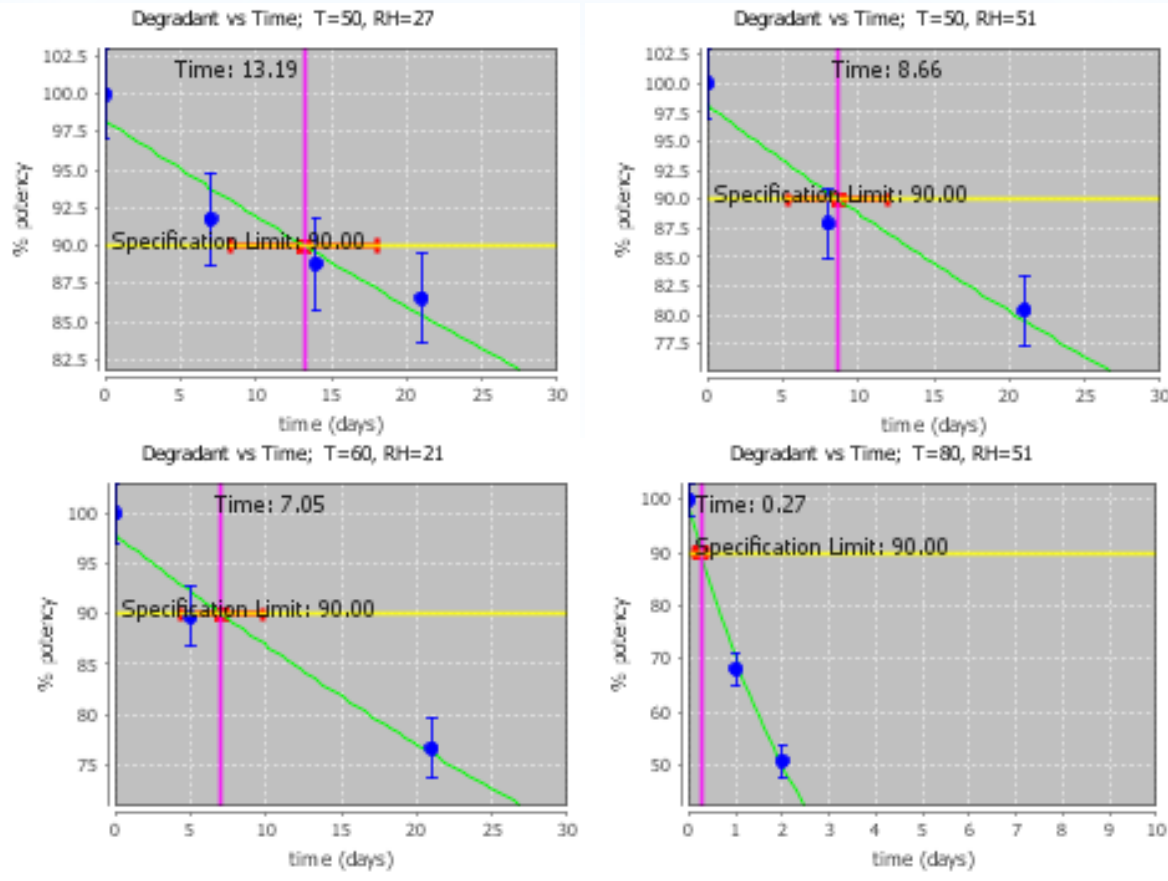 Degradant vs Time; T=50, RH=27
102.5
100.0
97.5
95.0
92.5
90.0
87.5
85.0
82.5
% potency
Time: 13.19
Specification Limit: 90.00
0 5 10 15 20 25 30
time (days)
Degradant vs Time; T=50, RH=51
102.5
100.0
97.5
95.0
92.5
90.0
87.5
85.0
82.5
80.0
77.5
% potency
Time: 8.66
Specification Limit: 90.00
0 5 10 15 20 25 30
time (days)
Degradant vs Time; T=60, RH=21
100
95
90
85
80
75
% potency
Time: 7.05
Specification Limit: 90.00
0 5 10 15 20 25 30
time (days)
Degradant vs Time; T=80, RH=51
100
90
80
70
60
50
% potency
Time: 0.27
Specification Limit: 90.00
0 1 2 3 4 5 6 7 8 9 10
time (days)